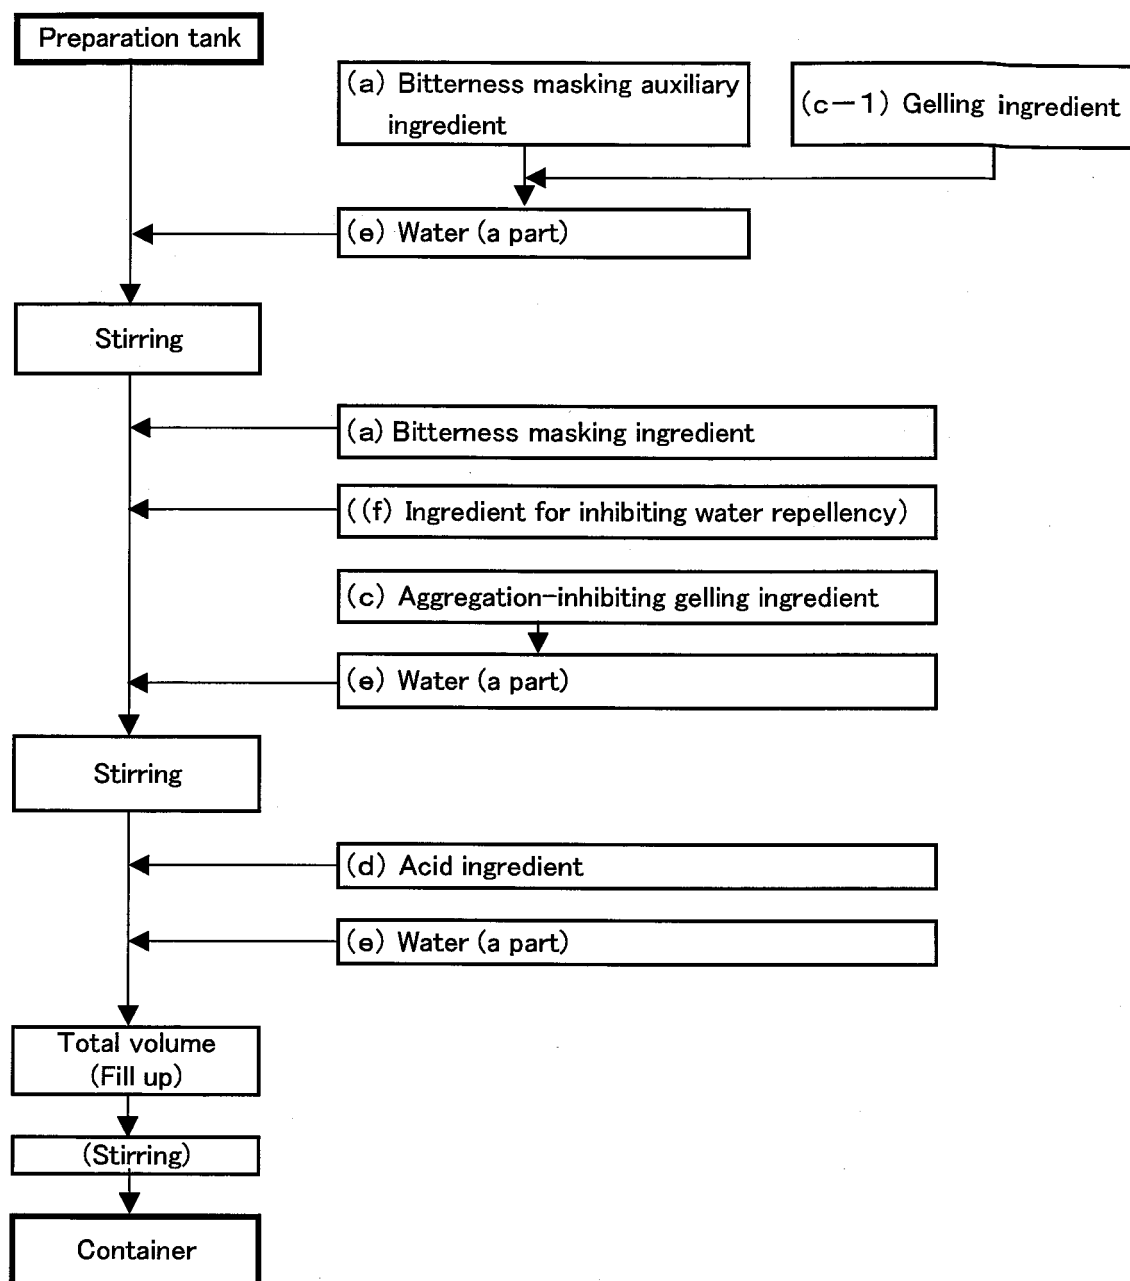 Preparation tank
(a) Bitterness masking auxiliary
ingredient
(c-1) Gelling ingredient
(e) Water (a part)
Stirring
(a) Bitterness masking ingredient
((f) Ingredient for inhibiting water repellency)
(c) Aggregation-inhibiting gelling ingredient
(e) Water (a part)
Stirring
(d) Acid ingredient
(e) Water (a part)
Total volume
(Fill up)
(Stirring)
Container